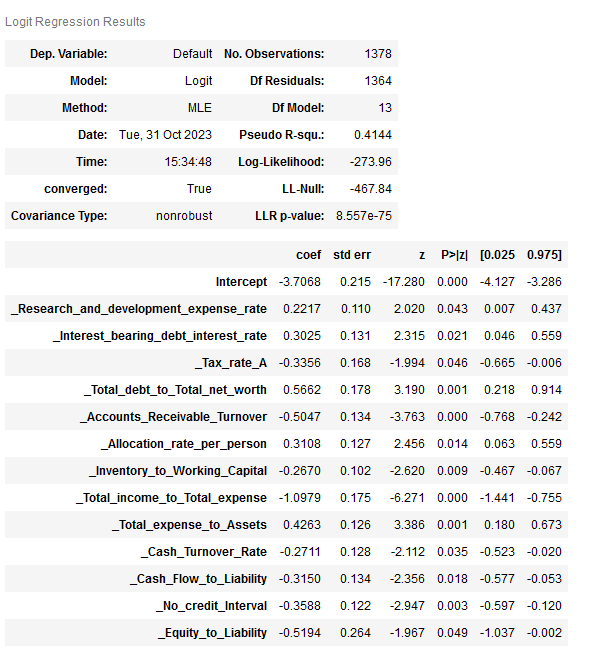 Logit Regression Results
Dep. Variable: Default No. Observations: 1378
Model: Logit Df Residuals: 1364
Method: MLE Df Model: 13
Date: Tue, 31 Oct 2023 Pseudo R-squ.: 0.4144
Time: 15:34:48 Log-Likelihood: -273.96
converged: True LL-Null: -467.84
Covariance Type: nonrobust LLR p-value: 8.557e-75
coef std err z P>|z| [0.025 0.975]
Intercept -3.7068 0.215 -17.280 0.000 -4.127 -3.286
_Research_and_development_expense_rate 0.2217 0.110 2.020 0.043 0.007 0.437
_Interest_bearing_debt_interest_rate 0.3025 0.131 2.315 0.021 0.046 0.559
_Tax_rate_A -0.3356 0.168 -1.994 0.046 -0.665 -0.006
_Total_debt_to_Total_net_worth 0.5662 0.178 3.190 0.001 0.218 0.914
_Accounts_Receivable_Turnover -0.5047 0.134 -3.763 0.000 -0.768 -0.242
_Allocation_rate_per_person 0.3108 0.127 2.456 0.014 0.063 0.559
_Inventory_to_Working_Capital -0.2670 0.102 -2.620 0.009 -0.467 -0.067
_Total_income_to_Total_expense -1.0979 0.175 -6.271 0.000 -1.441 -0.755
_Total_expense_to_Assets 0.4263 0.126 3.386 0.001 0.180 0.673
_Cash_Turnover_Rate -0.2711 0.128 -2.112 0.035 -0.523 -0.020
_Cash_Flow_to_Liability -0.3150 0.134 -2.356 0.018 -0.577 -0.053
_No_credit_Interval -0.3588 0.122 -2.947 0.003 -0.597 -0.120
_Equity_to_Liability -0.5194 0.264 -1.967 0.049 -1.037 -0.002